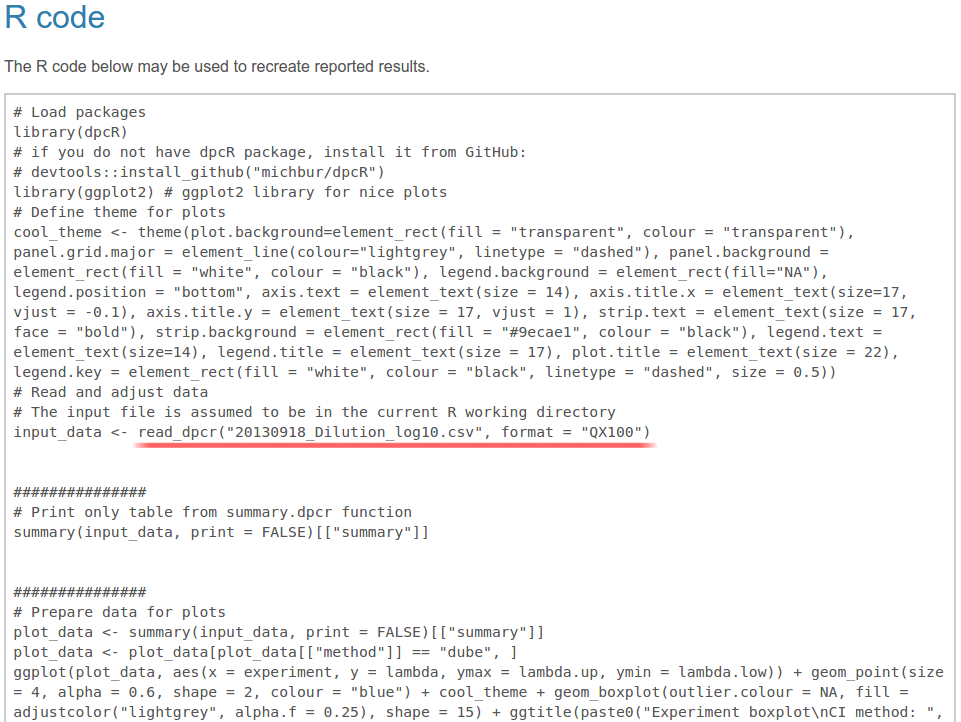 R code
The R code below may be used to recreate reported results.
# Load packages
library(dpcR)
# if you do not have dpcR package, install it from GitHub:
# devtools::install_github("michbur/dpcR")
library(ggplot2) # ggplot2 library for nice plots
# Define theme for plots
cool_theme <- theme(plot.background=element_rect(fill = "transparent", colour = "transparent"),
panel.grid.major = element_line(colour="lightgrey", linetype = "dashed"), panel.background =
element_rect(fill = "white", colour = "black"), legend.background = element_rect(fill="NA"),
legend.position = "bottom", axis.text = element_text(size = 14), axis.title.x = element_text(size=17,
vjust = -0.1), axis.title.y = element_text(size = 17, vjust = 1), strip.text = element_text(size = 17,
face = "bold"), strip.background = element_rect(fill = "#9ecae1", colour = "black"), legend.text =
element_text(size=14), legend.title = element_text(size = 17), plot.title = element_text(size = 22),
legend.key = element_rect(fill = "white", colour = "black", linetype = "dashed", size = 0.5))
# Read and adjust data
# The input file is assumed to be in the current R working directory
input_data <- read_dpcr("20130918_Dilution_log10.csv", format = "QX100")
###############
# Print only table from summary.dpcr function
summary(input_data, print = FALSE)[["summary"]]
###############
# Prepare data for plots
plot_data <- summary(input_data, print = FALSE)[["summary"]]
plot_data <- plot_data[plot_data[["method"]] == "dube", ]
ggplot(plot_data, aes(x = experiment, y = lambda, ymax = lambda.up, ymin = lambda.low)) + geom_point(size
= 4, alpha = 0.6, shape = 2, colour = "blue") + cool_theme + geom_boxplot(outlier.colour = NA, fill =
adjustcolor("lightgrey", alpha.f = 0.25), shape = 15) + ggtitle(paste0("Experiment boxplot\nCI method: ",